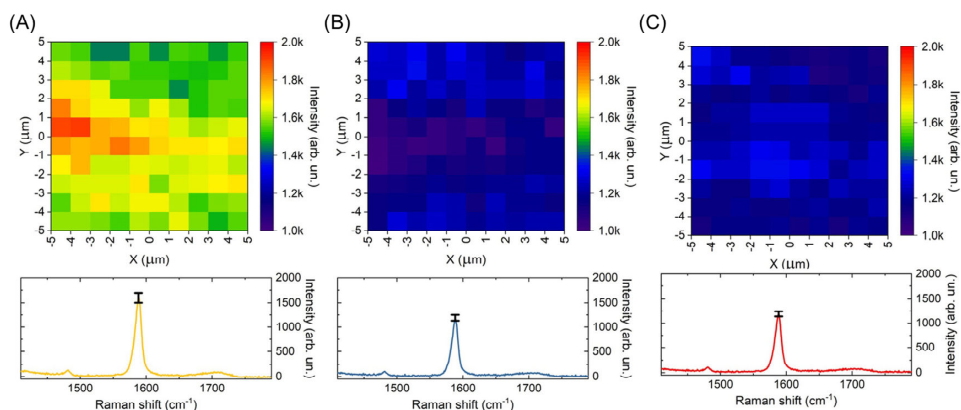 (A)
5
4
3
2
1
0
-1
-2
-3
-4
-5
Y (μm)
-5 -4 -3 -2 -1 0 1 2 3 4 5
X (μm)
2.0k
1.8k
1.6k
1.4k
1.2k
1.0k
Intensity (arb. un.)
(B)
5
4
3
2
1
0
-1
-2
-3
-4
-5
Y (μm)
-5 -4 -3 -2 -1 0 1 2 3 4 5
X (μm)
2.0k
1.8k
1.6k
1.4k
1.2k
1.0k
Intensity (arb. un.)
(C)
5
4
3
2
1
0
-1
-2
-3
-4
-5
Y (μm)
-5 -4 -3 -2 -1 0 1 2 3 4 5
X (μm)
2.0k
1.8k
1.6k
1.4k
1.2k
1.0k
Intensity (arb un.)
2000
1500
1000
500
0
Intensity (arb. un.)
1500 1600 1700
Raman shift (cm⁻¹)
2000
1500
1000
500
0
Intensity (arb. un.)
1500 1600 1700
Raman shift (cm⁻¹)
2000
1500
1000
500
0
Intensity (arb. un.)
1500 1600 1700
Raman shift (cm⁻¹)